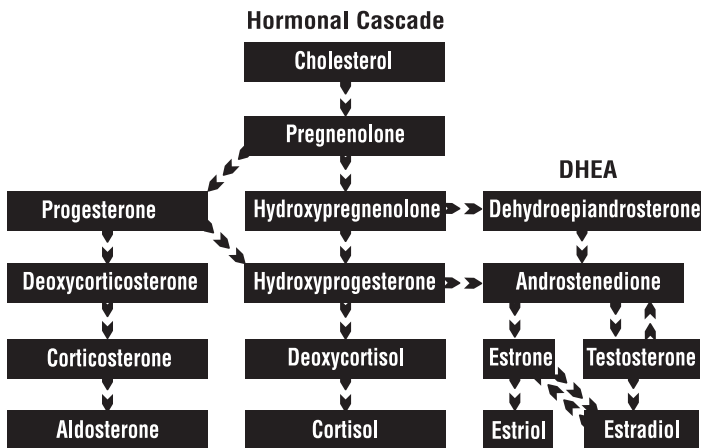 Hormonal Cascade
Cholesterol
Pregnenolone
DHEA
Progesterone
Hydroxypregnenolone
Dehydroepiandrosterone
Deoxycorticosterone
Hydroxyprogesterone
Androstenedione
Corticosterone
Deoxycortisol
Estrone
Testosterone
Aldosterone
Cortisol
Estriol
Estradiol